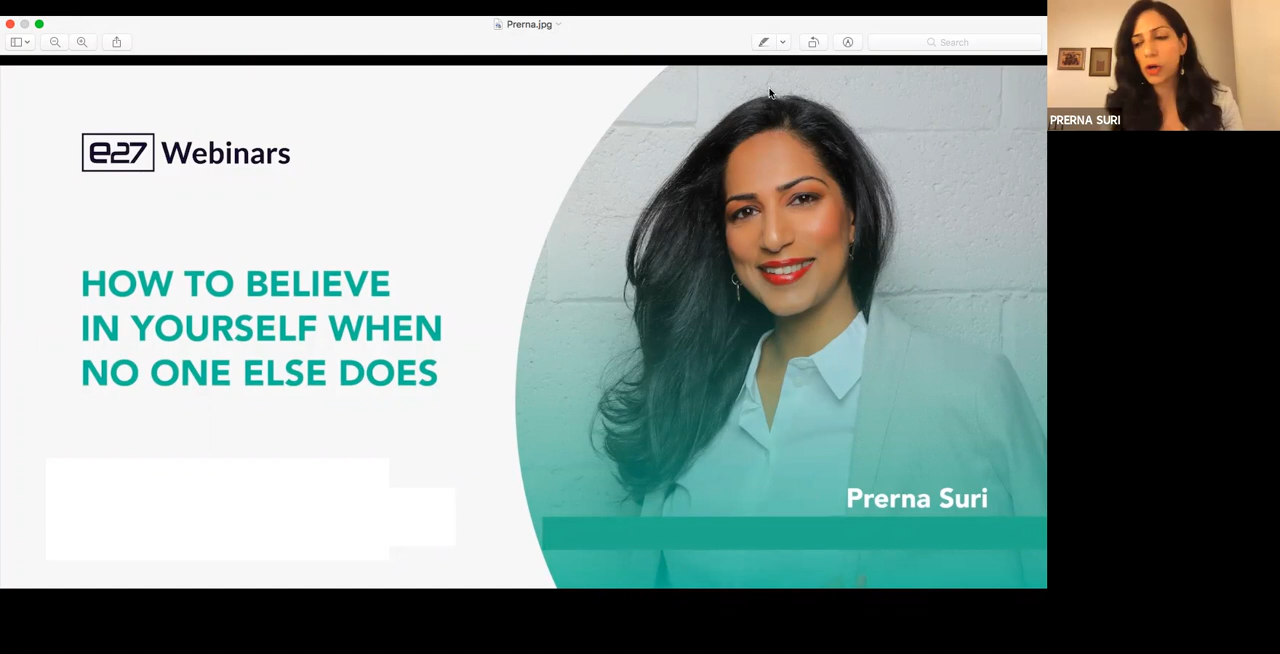 Prerna.jpg
Search
PRERNA SURI
e27 Webinars
HOW TO BELIEVE
IN YOURSELF WHEN
NO ONE ELSE DOES
Prerna Suri